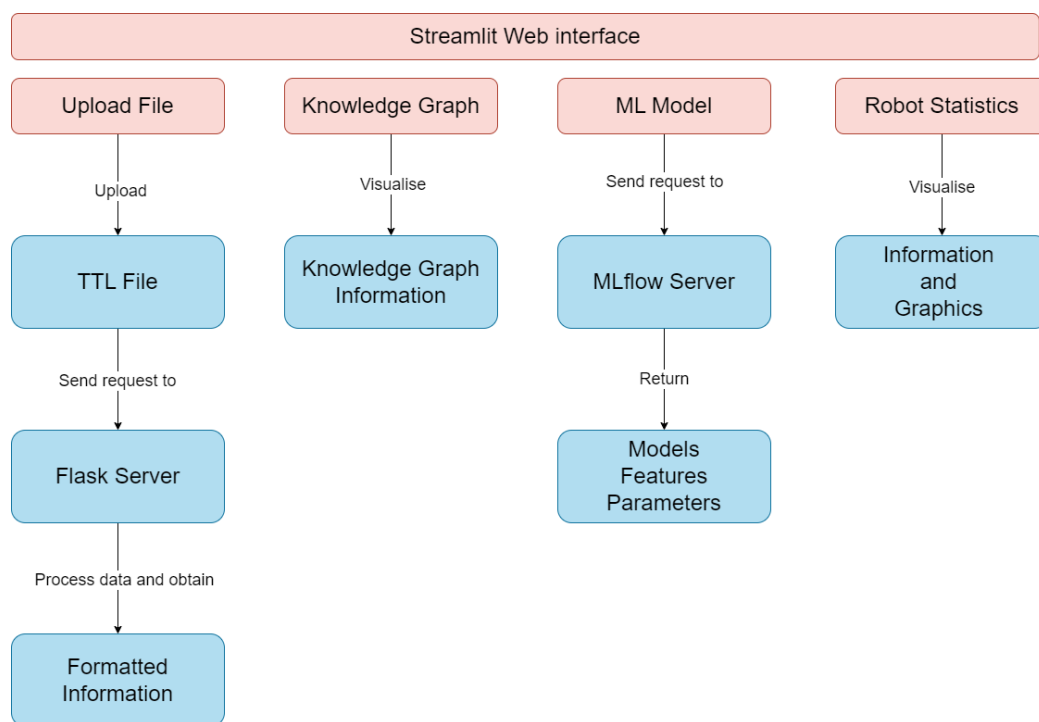 Streamlit Web interface
Upload File
Knowledge Graph
ML Model
Robot Statistics
Upload
Visualise
Send request to
Visualise
TTL File
Knowledge Graph
Information
MLflow Server
Information
and
Graphics
Send request to
Return
Flask Server
Models
Features
Parameters
Process data and obtain
Formatted
Information